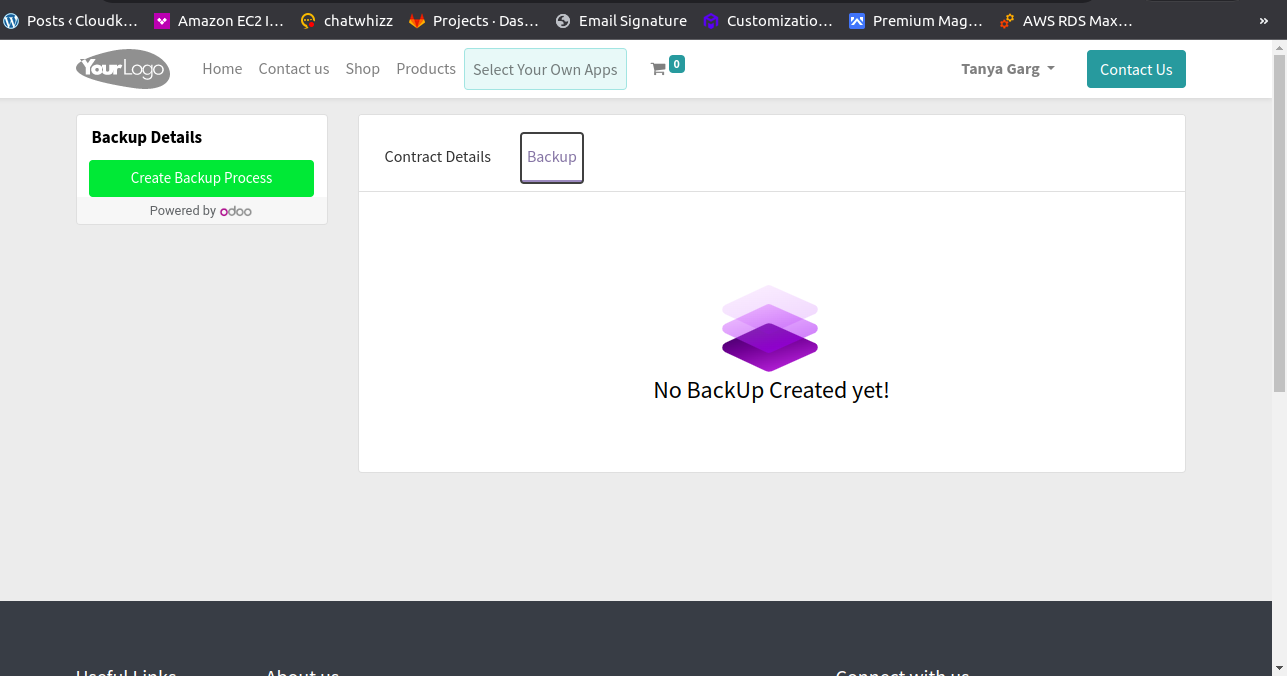 Posts ‹ Cloudk… Amazon EC2 I… chatwhizz Projects · Das… Email Signature Customizatio… Premium Mag… AWS RDS Max… »
YourLogo Home Contact us Shop Products Select Your Own Apps 0 Tanya Garg Contact Us
Backup Details
Create Backup Process
Powered by odoo
Contract Details Backup
No BackUp Created yet!
Useful Links About us Connect with us